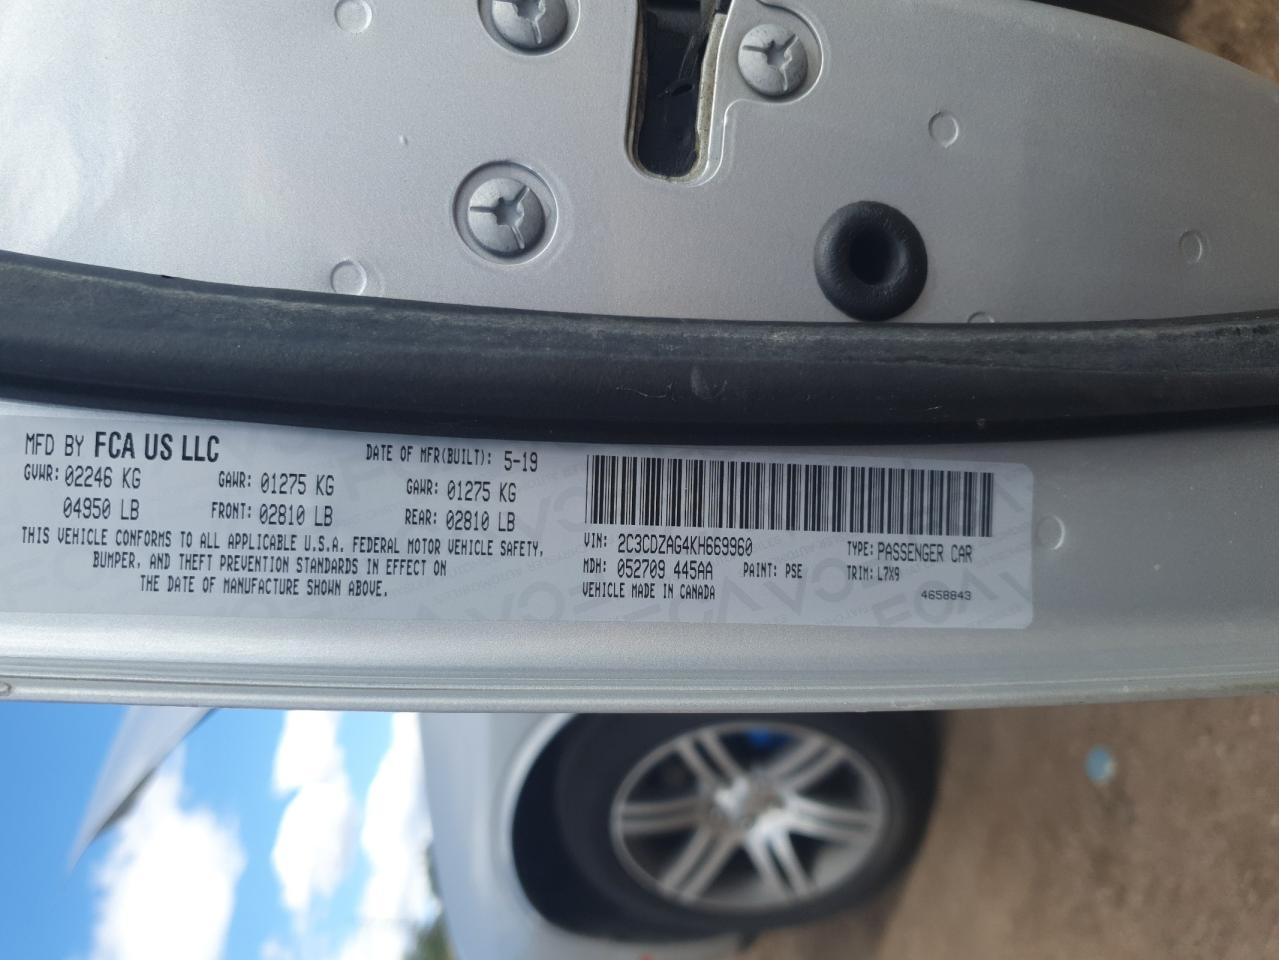 MFD BY FCA US LLC
DATE OF MFR(BUILT): 5-19
GVWR: 02246 KG
04950 LB
GAWR: 01275 KG
FRONT: 02810 LB
GAWR: 01275 KG
REAR: 02810 LB
THIS VEHICLE CONFORMS TO ALL APPLICABLE U.S.A. FEDERAL MOTOR VEHICLE SAFETY,
BUMPER, AND THEFT PREVENTION STANDARDS IN EFFECT ON
THE DATE OF MANUFACTURE SHOWN ABOVE.
VIN: 2C3CDZAG4KH669960
TYPE: PASSENGER CAR
MDH: 052709 445AA
PAINT: PSE
TRIM: L7X9
VEHICLE MADE IN CANADA
4658843